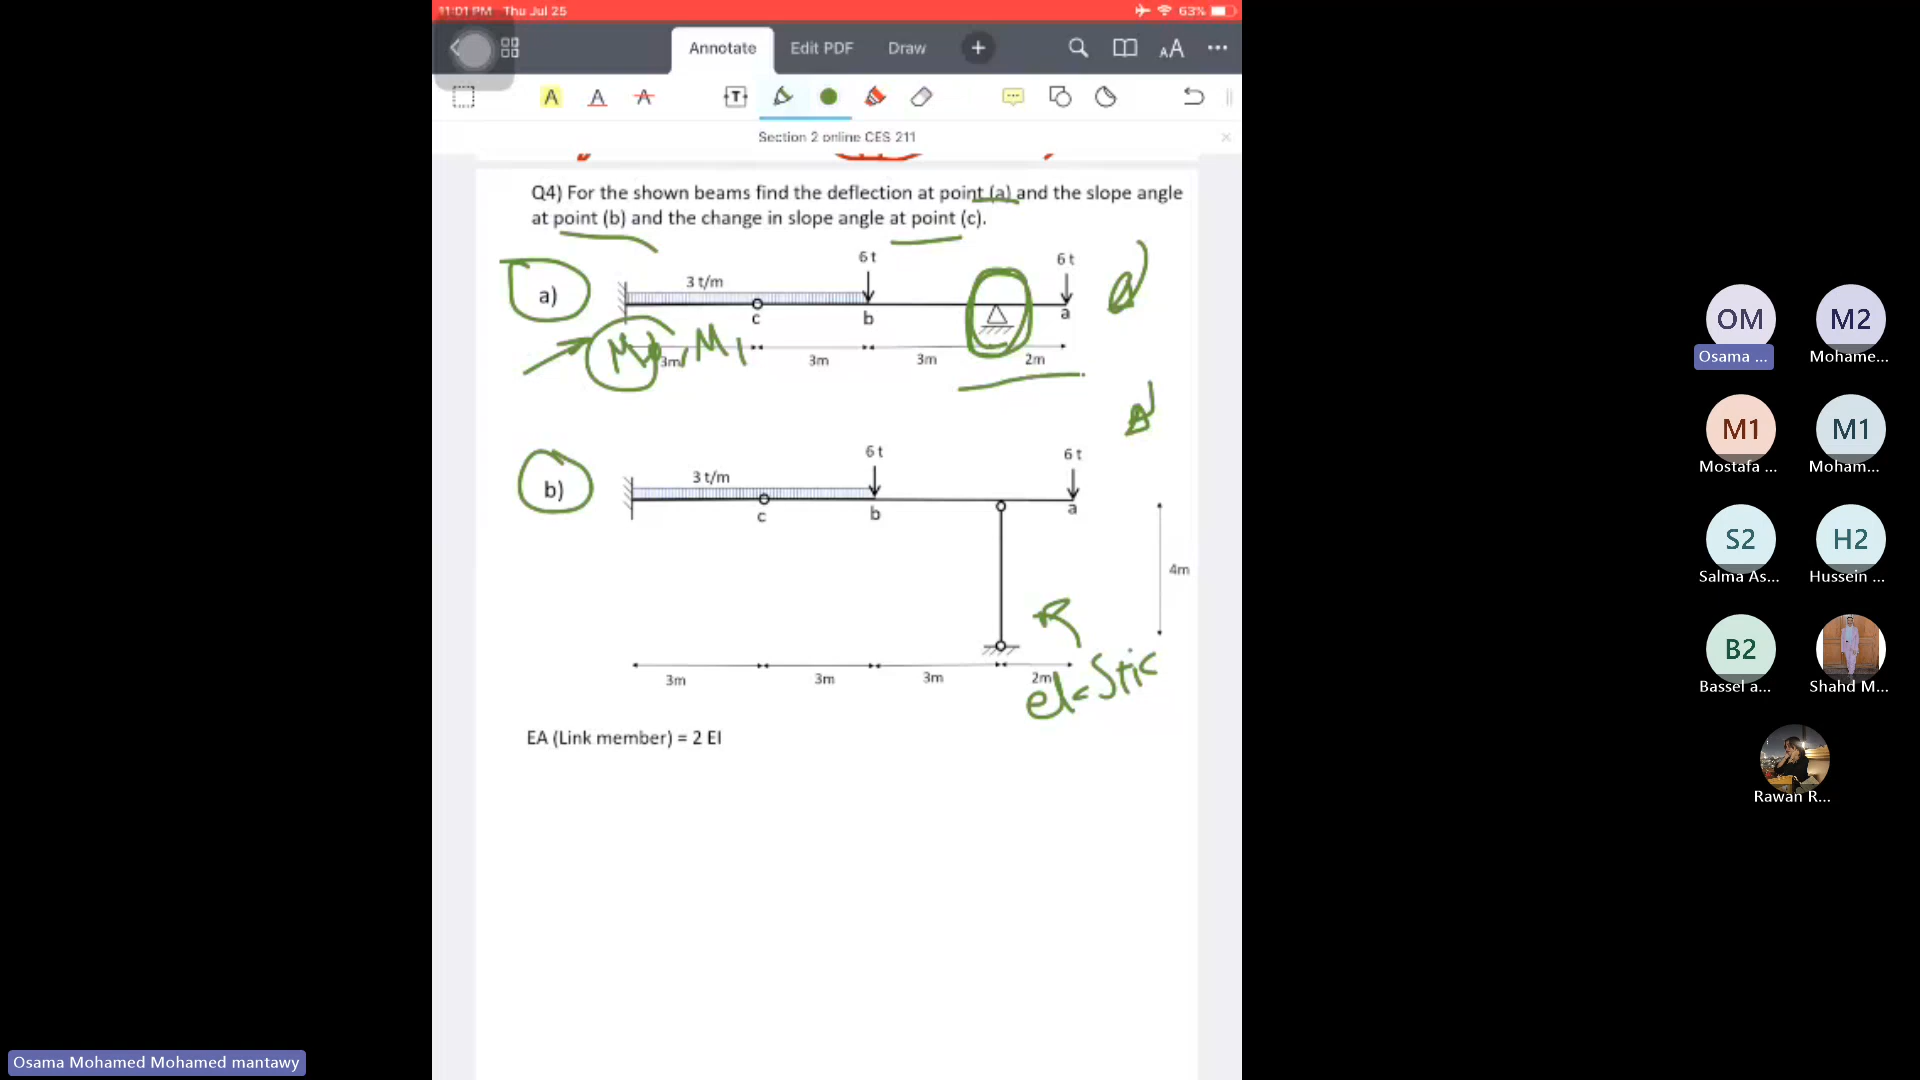 11:01 PM Thu Jul 25
63%
Annotate
Edit PDF
Draw
Section 2 online CES 211
Q4) For the shown beams find the deflection at point (a) and the slope angle
at point (b) and the change in slope angle at point (c).
a)
3 t/m
6 t
6 t
c
b
a
M0, M1
3m
3m
3m
2m
b)
3 t/m
6 t
6 t
c
b
a
4m
3m
3m
3m
2m
elastic
EA (Link member) = 2 EI
OM
Osama ...
M2
Mohame...
M1
Mostafa ...
M1
Moham...
S2
Salma As...
H2
Hussein ...
B2
Bassel a...
Shahd M...
Rawan R...
Osama Mohamed Mohamed mantawy